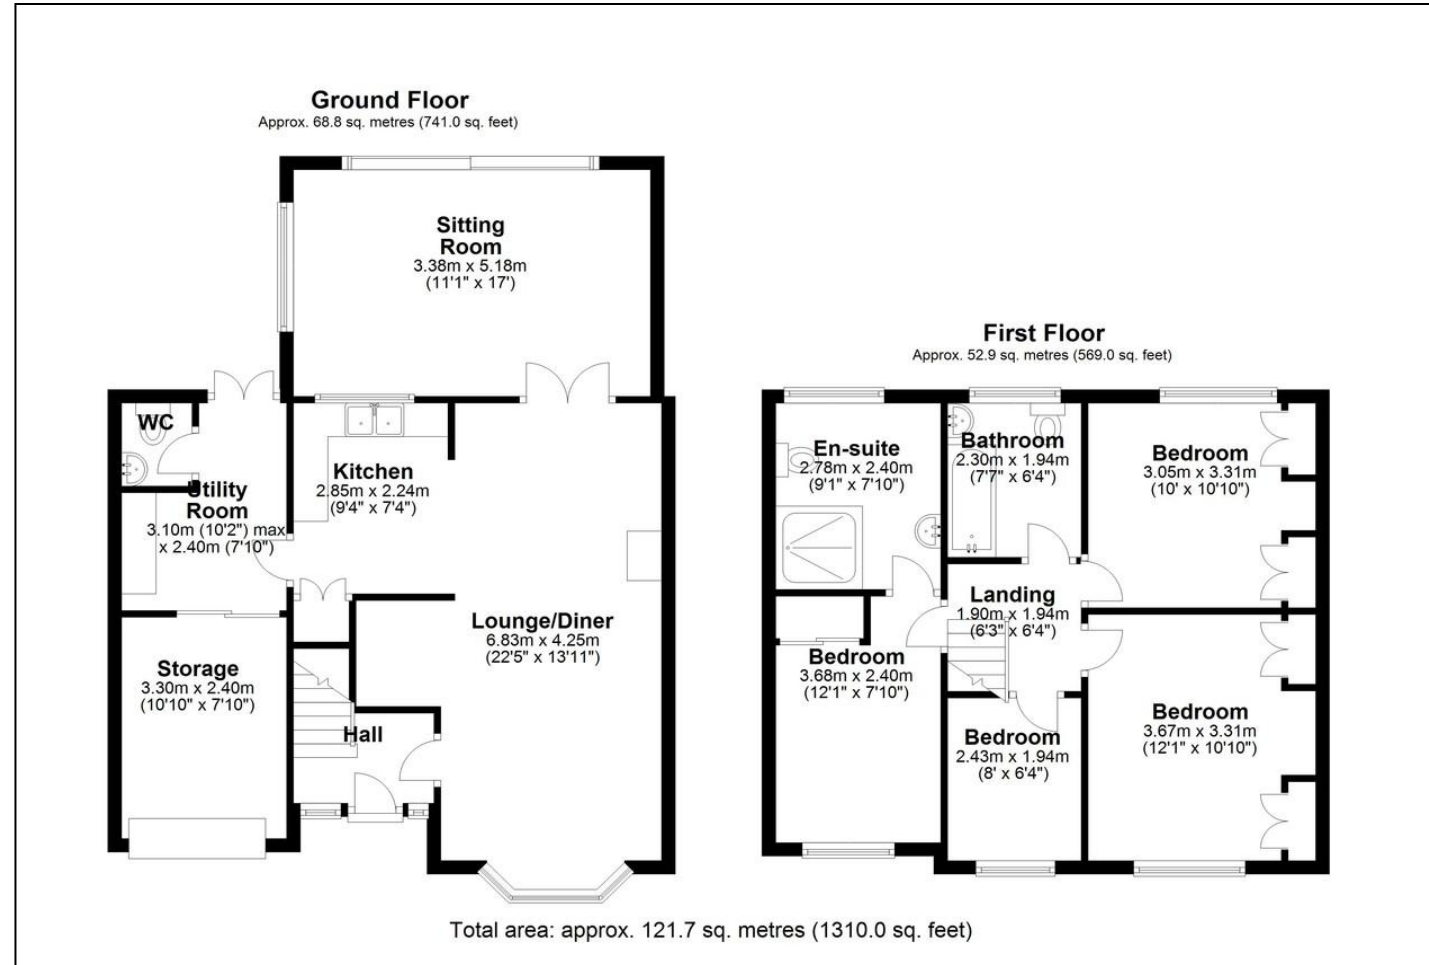 Ground Floor
Approx. 68.8 sq. metres (741.0 sq. feet)
Sitting
Room
3.38m x 5.18m
(11'1" x 17')
WC
Kitchen
2.85m x 2.24m
(9'4" x 7'4")
Utility
Room
3.10m (10'2") max
x 2.40m (7'10")
Lounge/Diner
6.83m x 4.25m
(22'5" x 13'11")
Storage
3.30m x 2.40m
(10'10" x 7'10")
Hall
First Floor
Approx. 52.9 sq. metres (569.0 sq. feet)
En-suite
2.78m x 2.40m
(9'1" x 7'10")
Bathroom
2.30m x 1.94m
(7'7" x 6'4")
Bedroom
3.05m x 3.31m
(10' x 10'10")
Landing
1.90m x 1.94m
(6'3" x 6'4")
Bedroom
3.68m x 2.40m
(12'1" x 7'10")
Bedroom
2.43m x 1.94m
(8' x 6'4")
Bedroom
3.67m x 3.31m
(12'1" x 10'10")
Total area: approx. 121.7 sq. metres (1310.0 sq. feet)